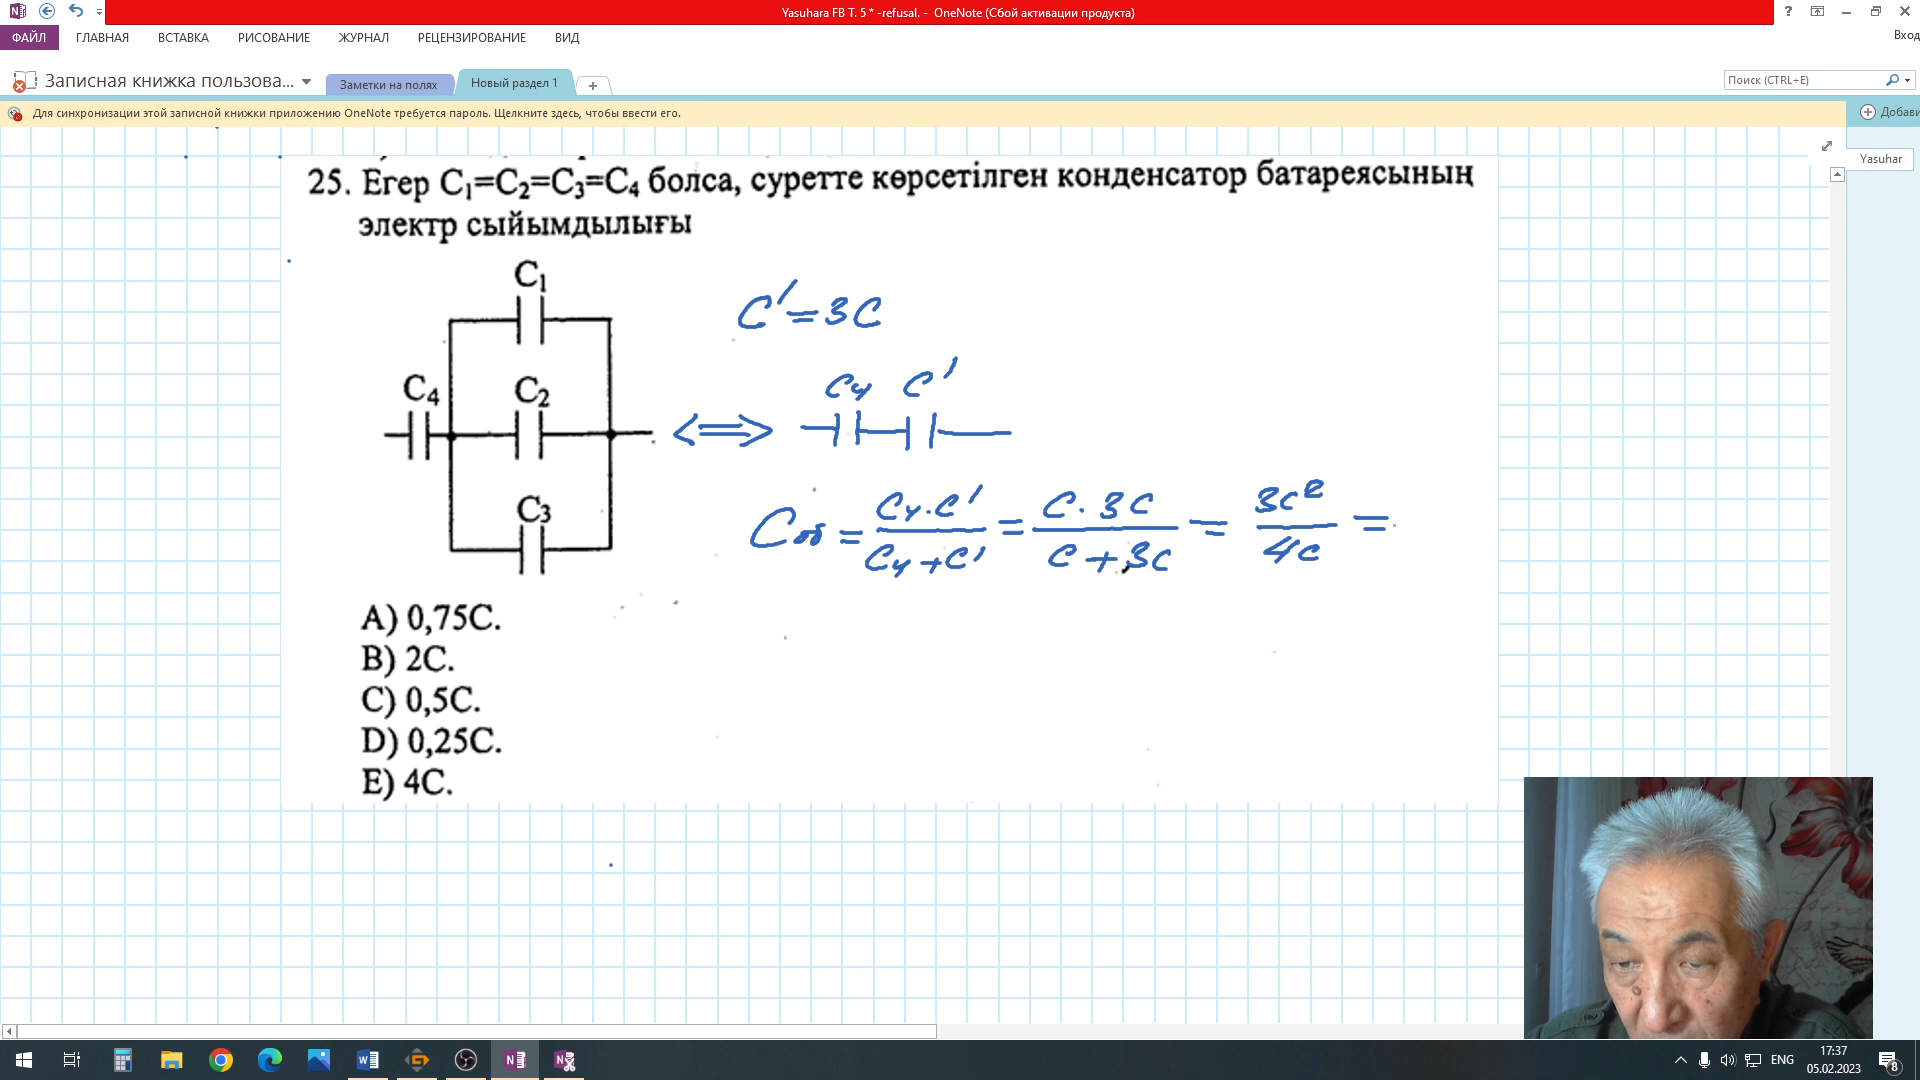 Yasuhara FB T. 5 * -refusal. - OneNote (Сбой активации продукта)
ФАЙЛ ГЛАВНАЯ ВСТАВКА РИСОВАНИЕ ЖУРНАЛ РЕЦЕНЗИРОВАНИЕ ВИД
Вход
Записная книжка пользова... Заметки на полях Новый раздел 1
Поиск (CTRL+E)
Для синхронизации этой записной книжки приложению OneNote требуется пароль. Щелкните здесь, чтобы ввести его.
Добави
Yasuhar
25. Егер C₁=C₂=C₃=C₄ болса, суретте көрсетілген конденсатор батареясының
электр сыйымдылығы
C₁
C' = 3C
C₄ C₂
C₄ C'
⇔
C₃
Cоб = C₄·C' / C₄+C' = C·3C / C+3C = 3C² / 4C =
A) 0,75C.
B) 2C.
C) 0,5C.
D) 0,25C.
E) 4C.
ENG
17:37
05.02.2023
8